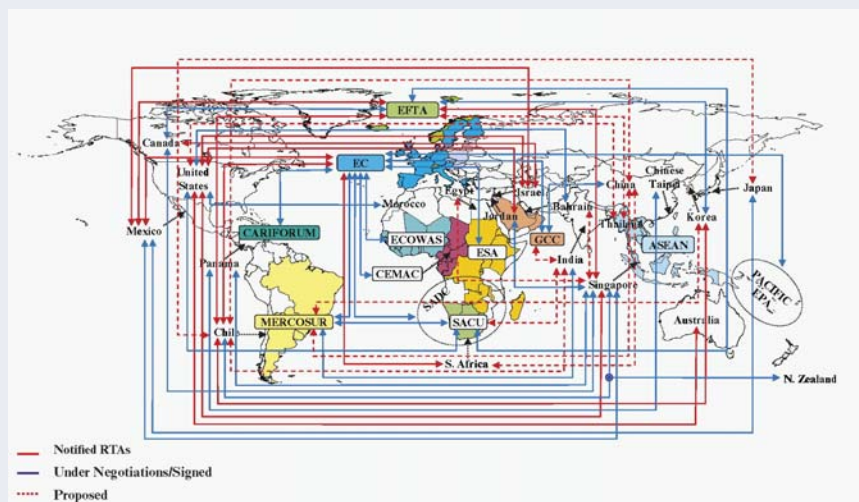 EFTA
Canada
EC
United
States
Chinese
Taipei
China
Japan
Egypt
Israel
Morocco
Bahrain
Jordan
Thailand
Korea
Mexico
CARIFORUM
ECOWAS
GCC
ASEAN
ESA
India
Panama
CEMAC
Singapore
PACIFIC
EPA
SADC
MERCOSUR
SACU
Australia
Chil
S. Africa
N. Zealand
Notified RTAs
Under Negotiations/Signed
Proposed